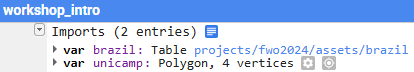 workshop_intro
Imports (2 entries)
var brazil: Table projects/fwo2024/assets/brazil
var unicamp: Polygon, 4 vertices